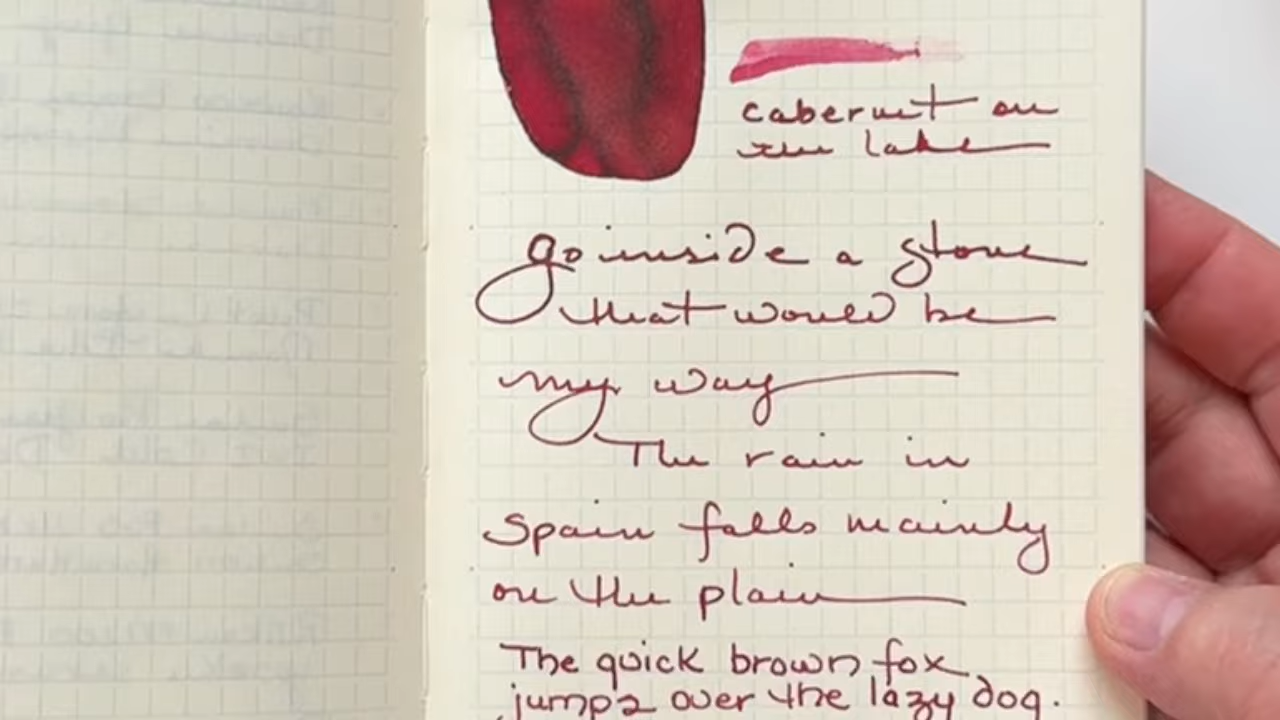 cabernet on
the lake
go inside a stone
that would be
my way
The rain in
Spain falls mainly
on the plain
The quick brown fox
jumps over the lazy dog.